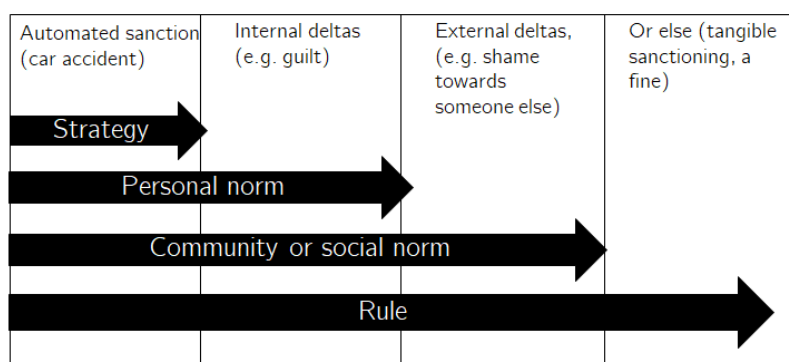 Automated sanction
(car accident)
Internal deltas
(e.g. guilt)
External deltas,
(e.g. shame
towards
someone else)
Or else (tangible
sanctioning, a
fine)
Strategy
Personal norm
Community or social norm
Rule